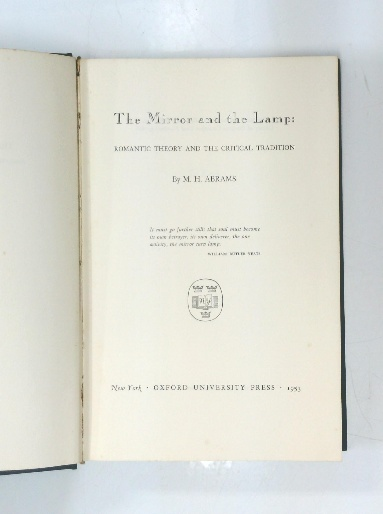 The Mirror and the Lamp:
ROMANTIC THEORY AND THE CRITICAL TRADITION
By M. H. ABRAMS
It must go further still: that soul must become
its own betrayer, its own deliverer, the one
activity, the mirror turn lamp.
WILLIAM BUTLER YEATS
New York · OXFORD UNIVERSITY PRESS · 1953